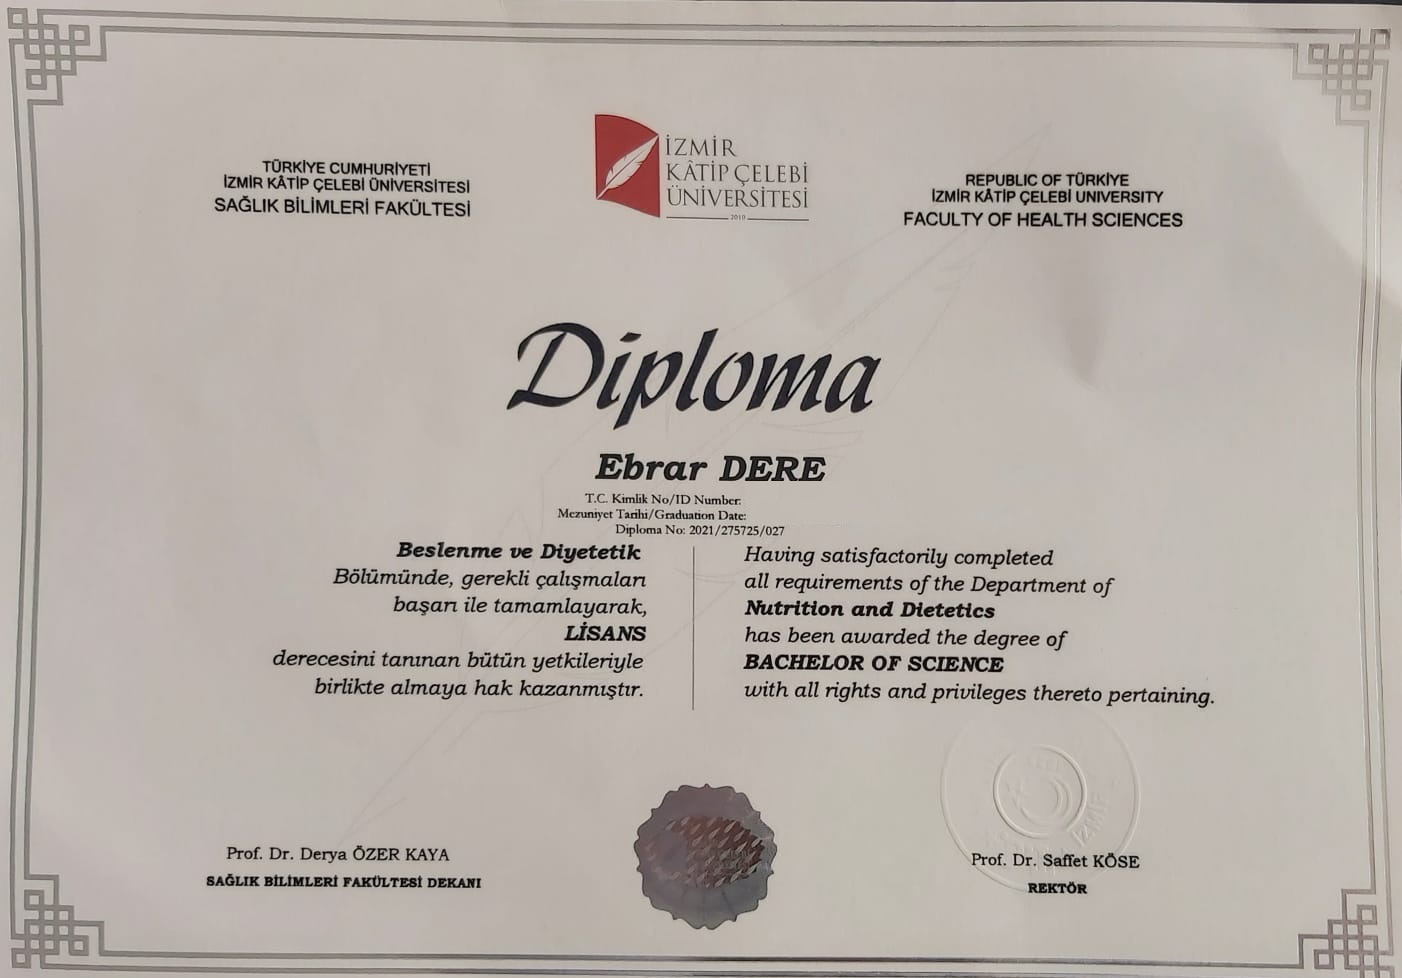 TÜRKİYE CUMHURİYETİ
İZMİR KÂTİP ÇELEBİ ÜNİVERSİTESİ
SAĞLIK BİLİMLERİ FAKÜLTESİ
İZMİR
KÂTİP ÇELEBİ
ÜNİVERSİTESİ
2010
REPUBLIC OF TÜRKİYE
İZMİR KÂTİP ÇELEBİ UNIVERSITY
FACULTY OF HEALTH SCIENCES
Diploma
Ebrar DERE
T.C. Kimlik No/ID Number:
Mezuniyet Tarihi/Graduation Date:
Diploma No: 2021/275725/027
Beslenme ve Diyetetik
Bölümünde, gerekli çalışmaları
başarı ile tamamlayarak,
LİSANS
derecesini tanınan bütün yetkileriyle
birlikte almaya hak kazanmıştır.
Having satisfactorily completed
all requirements of the Department of
Nutrition and Dietetics
has been awarded the degree of
BACHELOR OF SCIENCE
with all rights and privileges thereto pertaining.
Prof. Dr. Derya ÖZER KAYA
SAĞLIK BİLİMLERİ FAKÜLTESİ DEKANI
Prof. Dr. Saffet KÖSE
REKTÖR